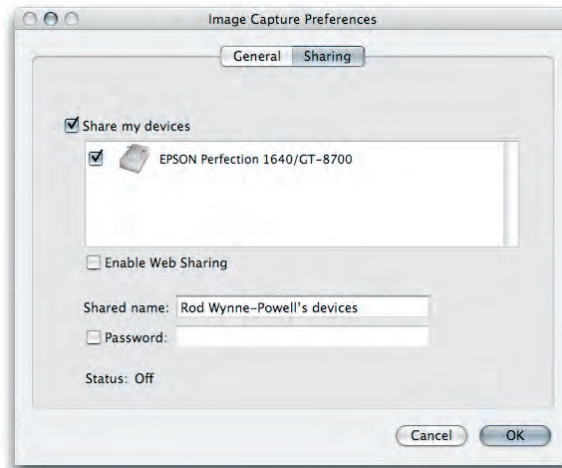 Image Capture Preferences
General Sharing
Share my devices
EPSON Perfection 1640/GT-8700
Enable Web Sharing
Shared name: Rod Wynne-Powell's devices
Password:
Status: Off
Cancel OK